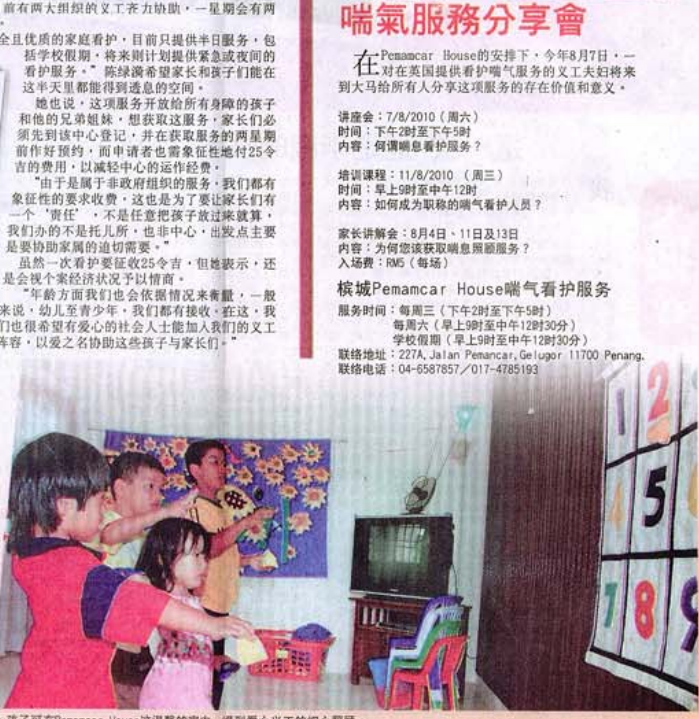 前有两大组织的义工齐力协助，一星期会有两
全且优质的家庭看护，目前只提供半日服务，包
括学校假期，将来则计划提供紧急或夜间的
看护服务。”陈绿漪希望家长和孩子们能在
这半天里都能得到透息的空间。
她也说，这项服务开放给所有身障的孩子
和他的兄弟姐妹，想获取这服务，家长们必
须先到该中心登记，并在获取服务的两星期
前作好预约，而申请者也需象征性地付25令
吉的费用，以减轻中心的运作经费。
“由于是属于非政府组织的服务，我们都有
象征性的要求收费，这也是为了要让家长们有
一个‘责任’，不是任意把孩子放过来就算，
我们办的不是托儿所，也非中心，出发点主要
是要协助家属的迫切需要。”
虽然一次看护要征收25令吉，但她表示，还
是会视个案经济状况予以情商。
“年龄方面我们也会依据情况来衡量，一般
来说，幼儿至青少年，我们都有接收。在这，我
们也很希望有爱心的社会人士能加入我们的义工
阵容，以爱之名协助这些孩子与家长们。”
喘氣服務分享會
在Pemamcar House的安排下，今年8月7日，一
对在英国提供看护喘气服务的义工夫妇将来
到大马给所有人分享这项服务的存在价值和意义。
讲座会：7/8/2010（周六）
时间：下午2时至下午5时
内容：何谓喘息看护服务？
培训课程：11/8/2010（周三）
时间：早上9时至中午12时
内容：如何成为职称的喘气看护人员？
家长讲解会：8月4日、11日及13日
内容：为何您该获取喘息照顾服务？
入场费：RM5（每场）
槟城Pemamcar House喘气看护服务
服务时间：每周三（下午2时至下午5时）
每周六（早上9时至中午12时30分）
学校假期（早上9时至中午12时30分）
联络地址：227A,Jalan Pemancar,Gelugor 11700 Penang.
联络电话：04-6587857／017-4785193
1 2
4 5
7 8 9